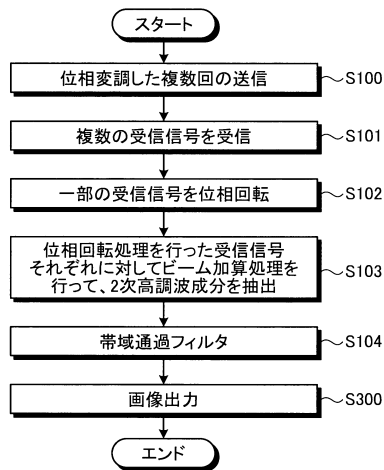 スタート
位相変調した複数回の送信
S100
複数の受信信号を受信
S101
一部の受信信号を位相回転
S102
位相回転処理を行った受信信号
それぞれに対してビーム加算処理を
行って、2次高調波成分を抽出
S103
帯域通過フィルタ
S104
画像出力
S300
エンド